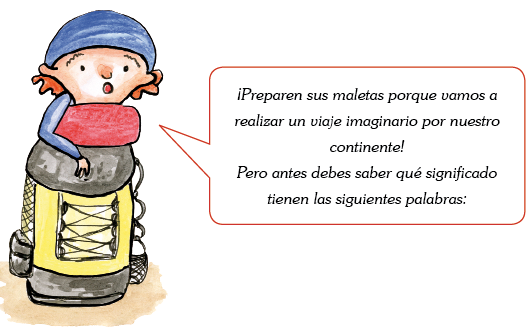 ¡Preparen sus maletas porque vamos a
realizar un viaje imaginario por nuestro
continente!
Pero antes debes saber qué significado
tienen las siguientes palabras: